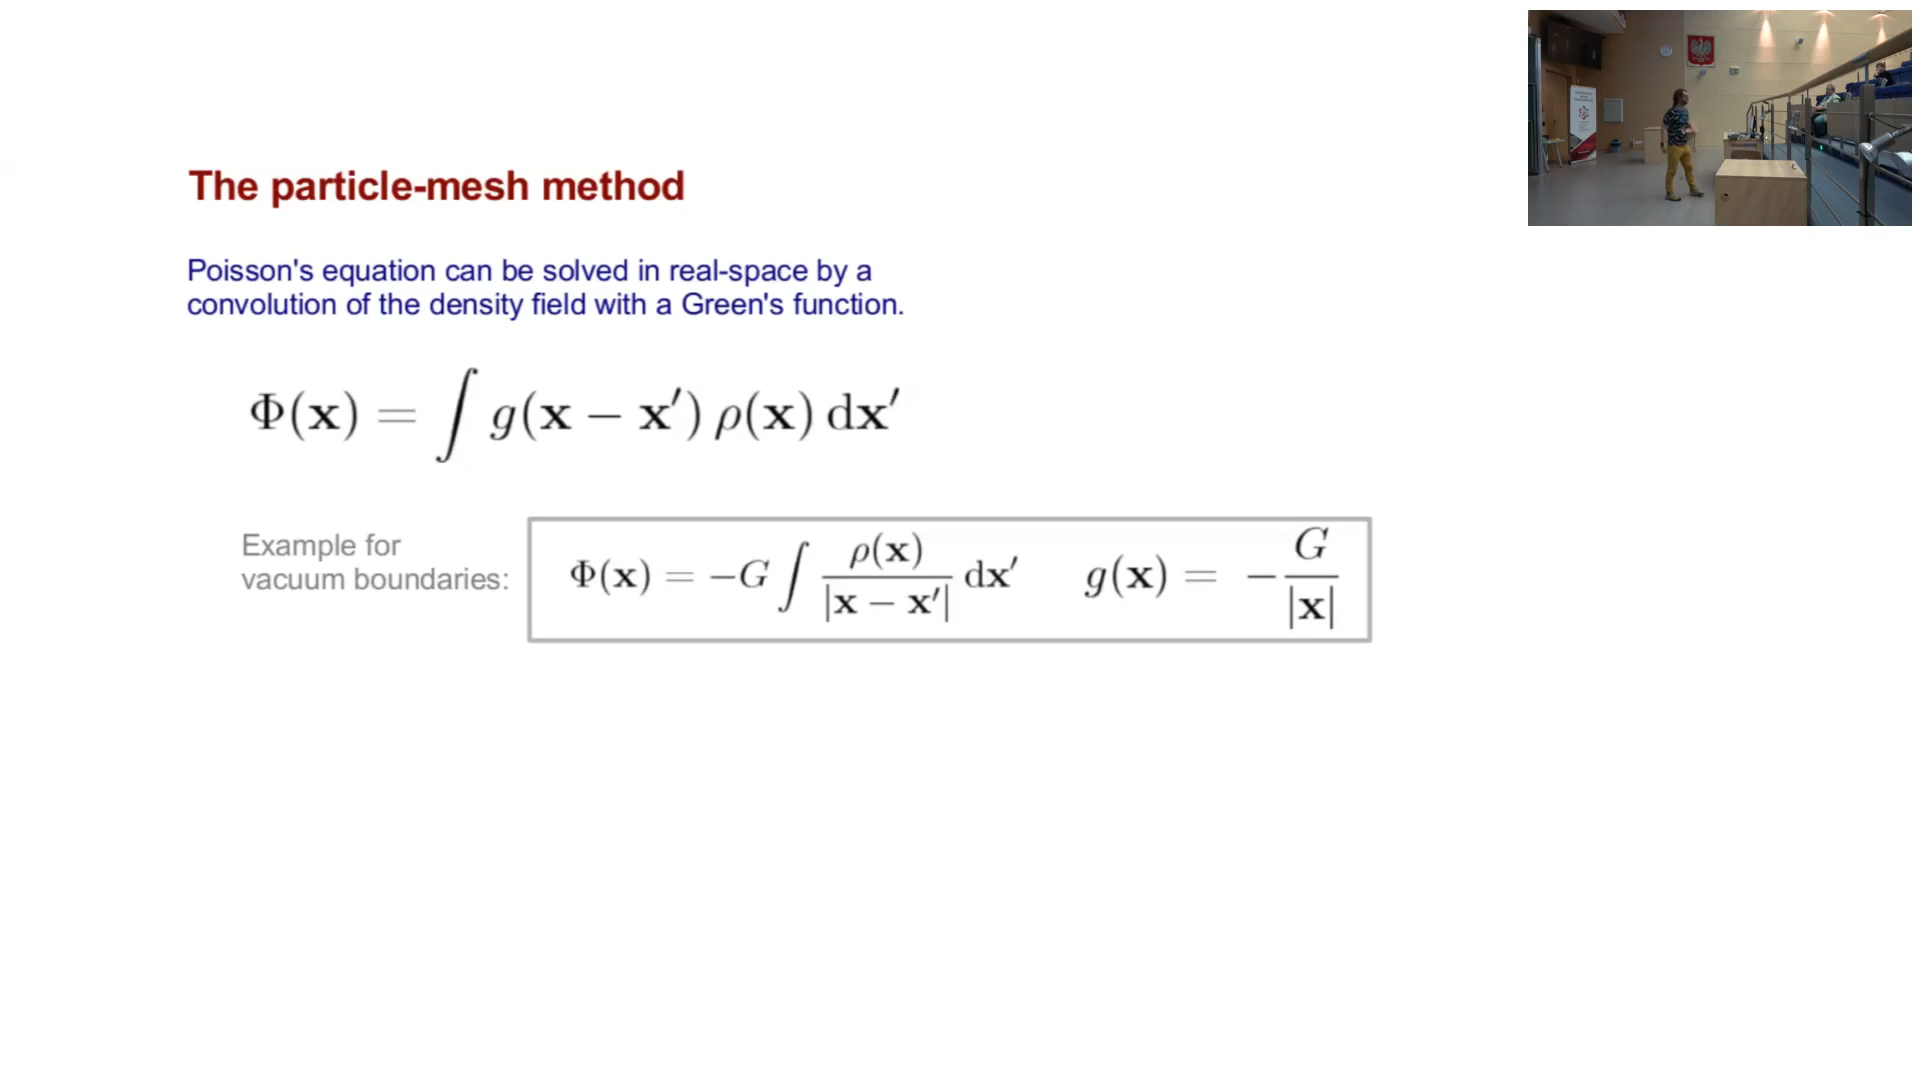 The particle-mesh method
Poisson's equation can be solved in real-space by a
convolution of the density field with a Green's function.
Φ(x) = ∫ g(x − x′) ρ(x) dx′
Example for
vacuum boundaries:
Φ(x) = −G ∫ ρ(x) / |x − x′| dx′    g(x) = − G / |x|